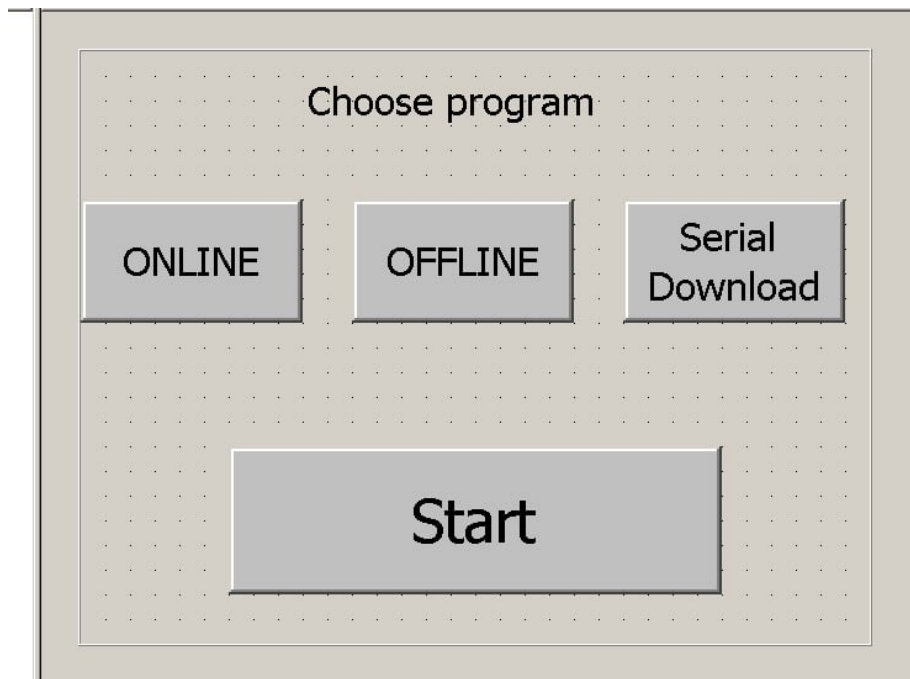 Choose program
ONLINE
OFFLINE
Serial
Download
Start